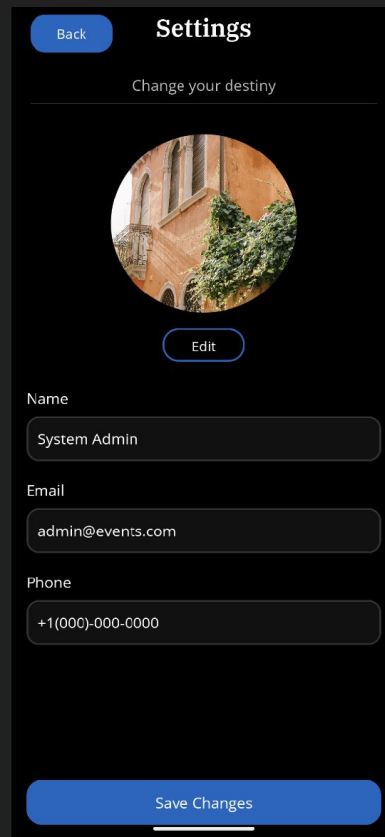 Back
Settings
Change your destiny
Edit
Name
System Admin
Email
admin@events.com
Phone
+1(000)-000-0000
Save Changes